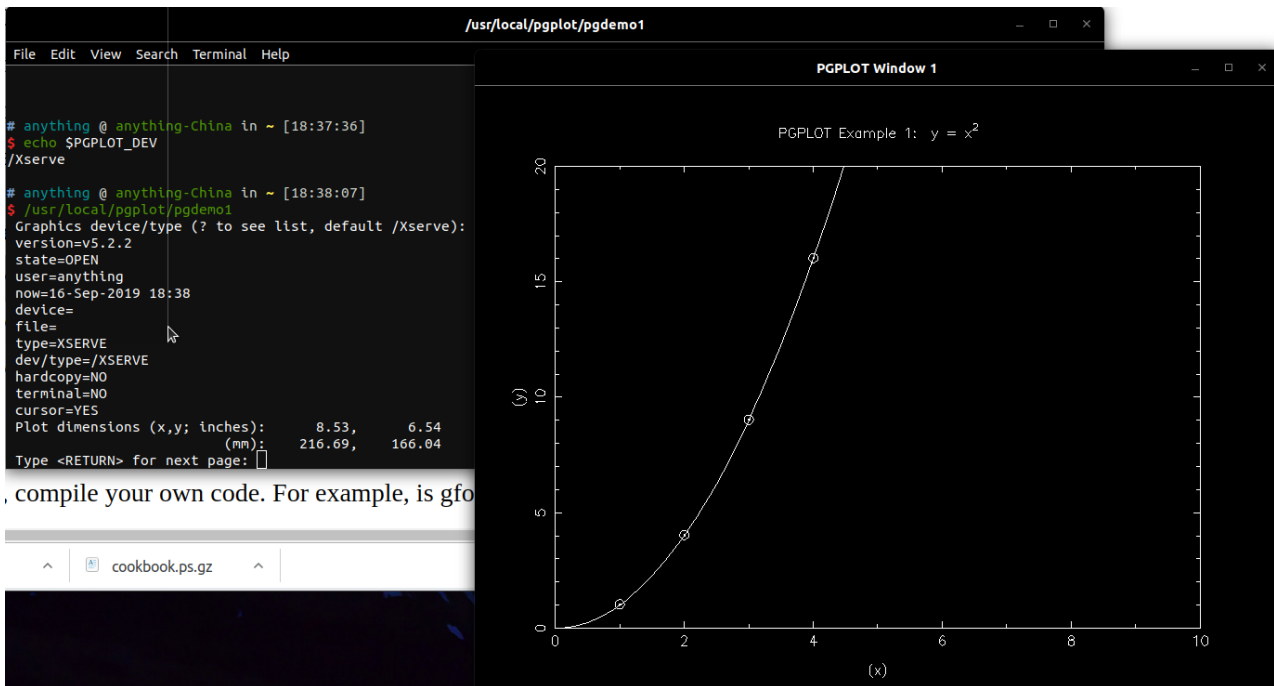 /usr/local/pgplot/pgdemo1
File Edit View Search Terminal Help
# anything @ anything-China in ~ [18:37:36]
$ echo $PGPLOT_DEV
/Xserve
# anything @ anything-China in ~ [18:38:07]
$ /usr/local/pgplot/pgdemo1
Graphics device/type (? to see list, default /Xserve):
version=v5.2.2
state=OPEN
user=anything
now=16-Sep-2019 18:38
device=
file=
type=XSERVE
dev/type=/XSERVE
hardcopy=NO
terminal=NO
cursor=YES
Plot dimensions (x,y; inches): 8.53, 6.54
(mm): 216.69, 166.04
Type <RETURN> for next page:
, compile your own code. For example, is gfo
cookbook.ps.gz
PGPLOT Window 1
PGPLOT Example 1: y = x²
20
15
10
5
0
(y)
0 2 4 6 8 10
(x)